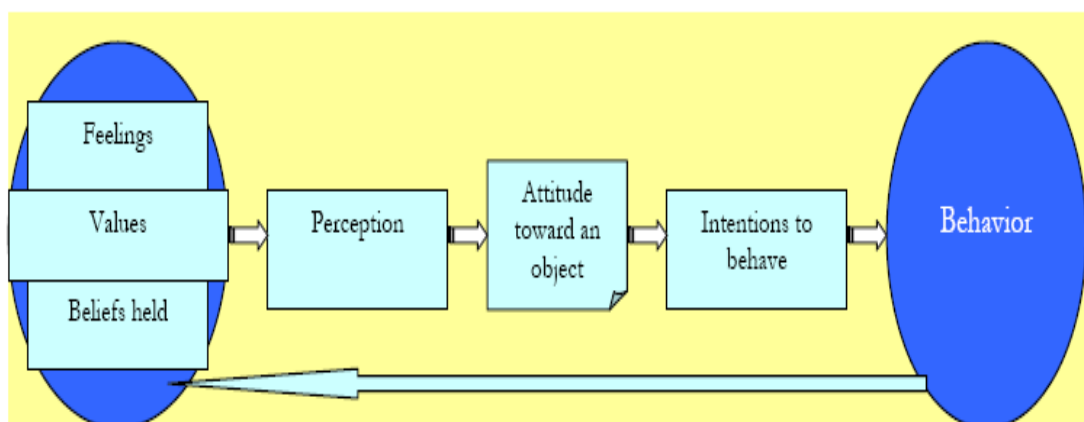 Feelings
Values
Beliefs held
Perception
Attitude
toward an
object
Intentions to
behave
Behavior